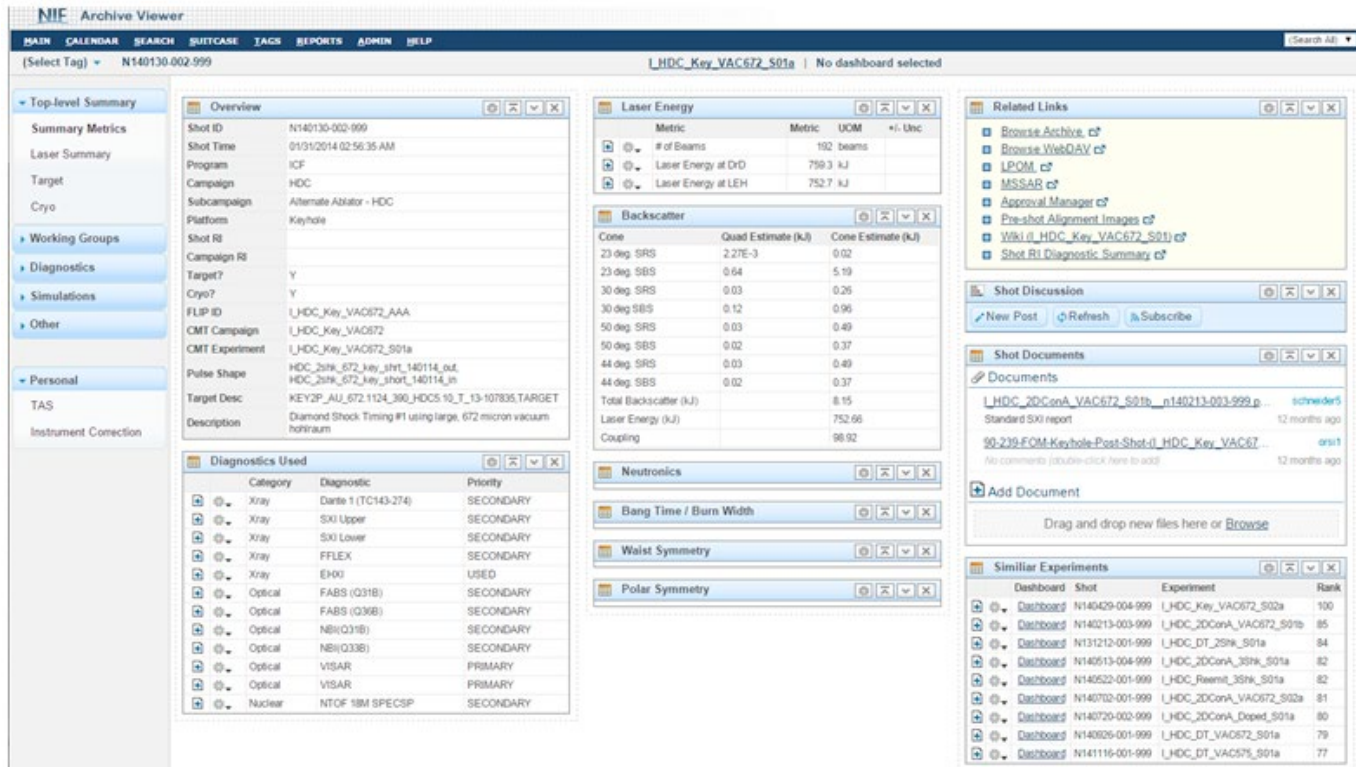 NIF Archive Viewer
MAIN CALENDAR SEARCH SUITCASE TAGS REPORTS ADMIN HELP
(Search All)
(Select Tag) N140130-002-999
I_HDC_Key_VAC672_S01a | No dashboard selected
Top-level Summary
Summary Metrics
Laser Summary
Target
Cryo
Working Groups
Diagnostics
Simulations
Other
Personal
TAS
Instrument Correction
Overview
Shot ID N140130-002-999
Shot Time 01/31/2014 02:56:35 AM
Program ICF
Campaign HDC
Subcampaign Alternate Ablator - HDC
Platform Keyhole
Shot RI
Campaign RI
Target? Y
Cryo? Y
FLIP ID I_HDC_Key_VAC672_AAA
CMT Campaign I_HDC_Key_VAC672
CMT Experiment I_HDC_Key_VAC672_S01a
Pulse Shape HDC_2shk_672_key_shrt_140114_out,
HDC_2shk_672_key_short_140114_in
Target Desc KEY2P_AU_672.1124_390_HDC5.10_T_13-107835,TARGET
Description Diamond Shock Timing #1 using large, 672 micron vacuum
hohlraum
Diagnostics Used
Category Diagnostic Priority
Xray Dante 1 (TC143-274) SECONDARY
Xray SXI Upper SECONDARY
Xray SXI Lower SECONDARY
Xray FFLEX SECONDARY
Xray EHXI USED
Optical FABS (Q31B) SECONDARY
Optical FABS (Q36B) SECONDARY
Optical NBI(Q31B) SECONDARY
Optical NBI(Q33B) SECONDARY
Optical VISAR PRIMARY
Optical VISAR PRIMARY
Nuclear NTOF 18M SPECSP SECONDARY
Laser Energy
Metric Metric UOM +/- Unc
# of Beams 192 beams
Laser Energy at DrD 759.3 kJ
Laser Energy at LEH 752.7 kJ
Backscatter
Cone Quad Estimate (kJ) Cone Estimate (kJ)
23 deg. SRS 2.27E-3 0.02
23 deg. SBS 0.64 5.19
30 deg. SRS 0.03 0.26
30 deg SBS 0.12 0.96
50 deg. SRS 0.03 0.49
50 deg. SBS 0.02 0.37
44 deg. SRS 0.03 0.49
44 deg. SBS 0.02 0.37
Total Backscatter (kJ) 8.15
Laser Energy (kJ) 752.66
Coupling 98.92
Neutronics
Bang Time / Burn Width
Waist Symmetry
Polar Symmetry
Related Links
Browse Archive
Browse WebDAV
LPOM
MSSAR
Approval Manager
Pre-shot Alignment Images
Wiki (I_HDC_Key_VAC672_S01)
Shot RI Diagnostic Summary
Shot Discussion
New Post Refresh Subscribe
Shot Documents
Documents
I_HDC_2DConA_VAC672_S01b__n140213-003-999.p... schneider5
Standard SXI report 12 months ago
90-239-FOM-Keyhole-Post-Shot-(I_HDC_Key_VAC67... orsi1
No comments (double-click here to add) 12 months ago
Add Document
Drag and drop new files here or Browse
Similiar Experiments
Dashboard Shot Experiment Rank
Dashboard N140429-004-999 I_HDC_Key_VAC672_S02a 100
Dashboard N140213-003-999 I_HDC_2DConA_VAC672_S01b 85
Dashboard N131212-001-999 I_HDC_DT_2Shk_S01a 84
Dashboard N140513-004-999 I_HDC_2DConA_3Shk_S01a 82
Dashboard N140522-001-999 I_HDC_Reemit_3Shk_S01a 82
Dashboard N140702-001-999 I_HDC_2DConA_VAC672_S02a 81
Dashboard N140720-002-999 I_HDC_2DConA_Doped_S01a 80
Dashboard N140926-001-999 I_HDC_DT_VAC672_S01a 79
Dashboard N141116-001-999 I_HDC_DT_VAC575_S01a 77